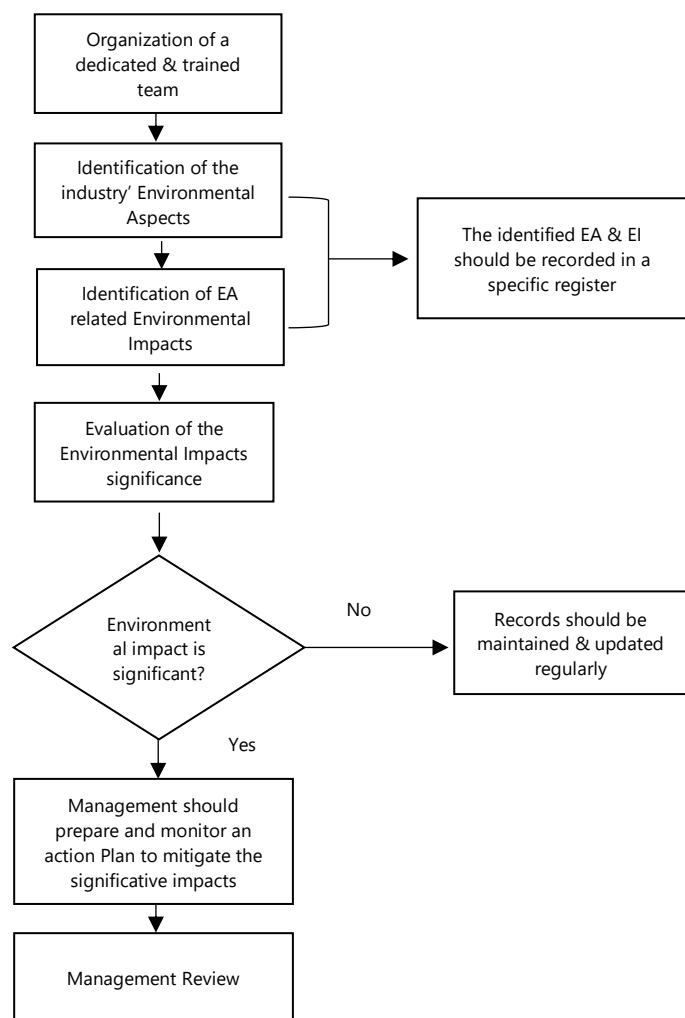 Organization of a
dedicated & trained
team
Identification of the
industry’ Environmental
Aspects
The identified EA & EI
should be recorded in a
specific register
Identification of EA
related Environmental
Impacts
Evaluation of the
Environmental Impacts
significance
Environment
al impact is
significant?
No
Records should be
maintained & updated
regularly
Yes
Management should
prepare and monitor an
action Plan to mitigate the
significative impacts
Management Review